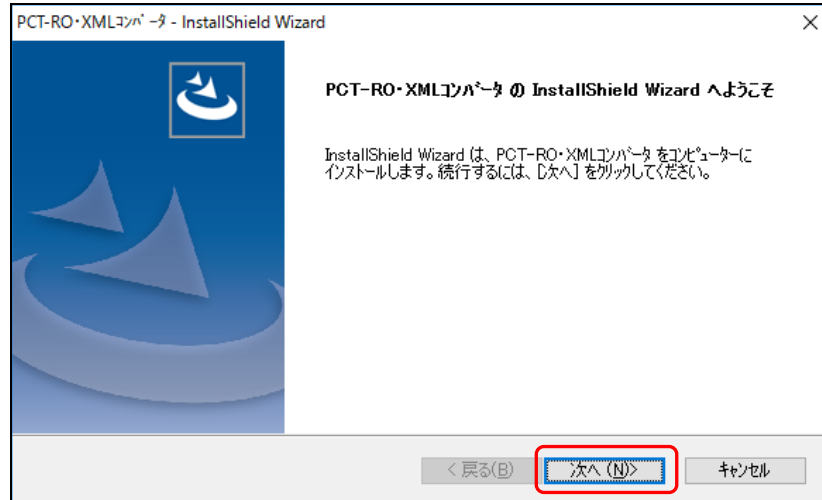 PCT-RO・XMLｺﾝﾊﾞｰﾀ - InstallShield Wizard
PCT-RO・XMLｺﾝﾊﾞｰﾀ の InstallShield Wizard へようこそ
InstallShield Wizard は、PCT-RO・XMLｺﾝﾊﾞｰﾀ をコンピューターに
インストールします。続行するには、[次へ] をクリックしてください。
< 戻る(B)
次へ (N)>
キャンセル